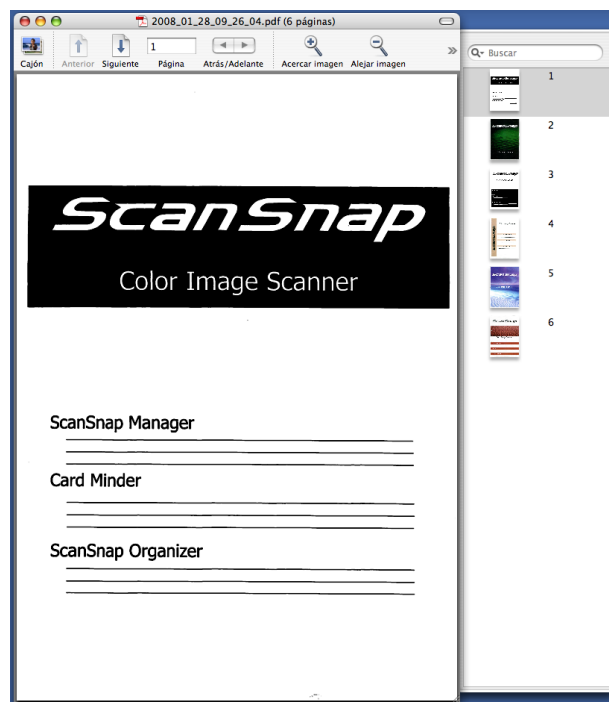 2008_01_28_09_26_04.pdf (6 páginas)
1
Cajón Anterior Siguiente Página Atrás/Adelante Acercar imagen Alejar imagen
»
Buscar
1
2
3
4
5
6
ScanSnap
Color Image Scanner
ScanSnap Manager
Card Minder
ScanSnap Organizer